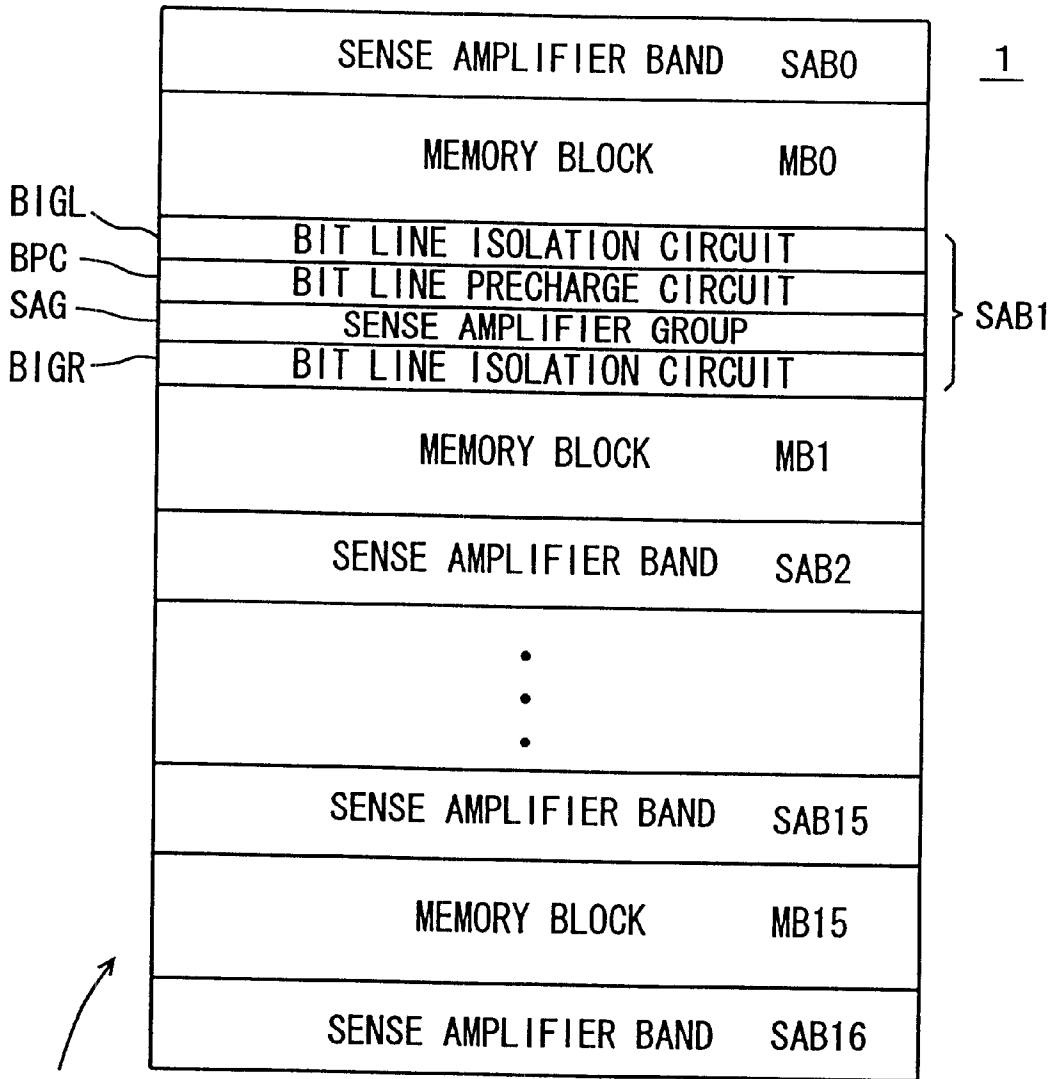 SENSE AMPLIFIER BAND SAB0
1
MEMORY BLOCK MB0
BIGL
BIT LINE ISOLATION CIRCUIT
BPC
BIT LINE PRECHARGE CIRCUIT
SAB1
SAG
SENSE AMPLIFIER GROUP
BIGR
BIT LINE ISOLATION CIRCUIT
MEMORY BLOCK MB1
SENSE AMPLIFIER BAND SAB2
SENSE AMPLIFIER BAND SAB15
MEMORY BLOCK MB15
SENSE AMPLIFIER BAND SAB16